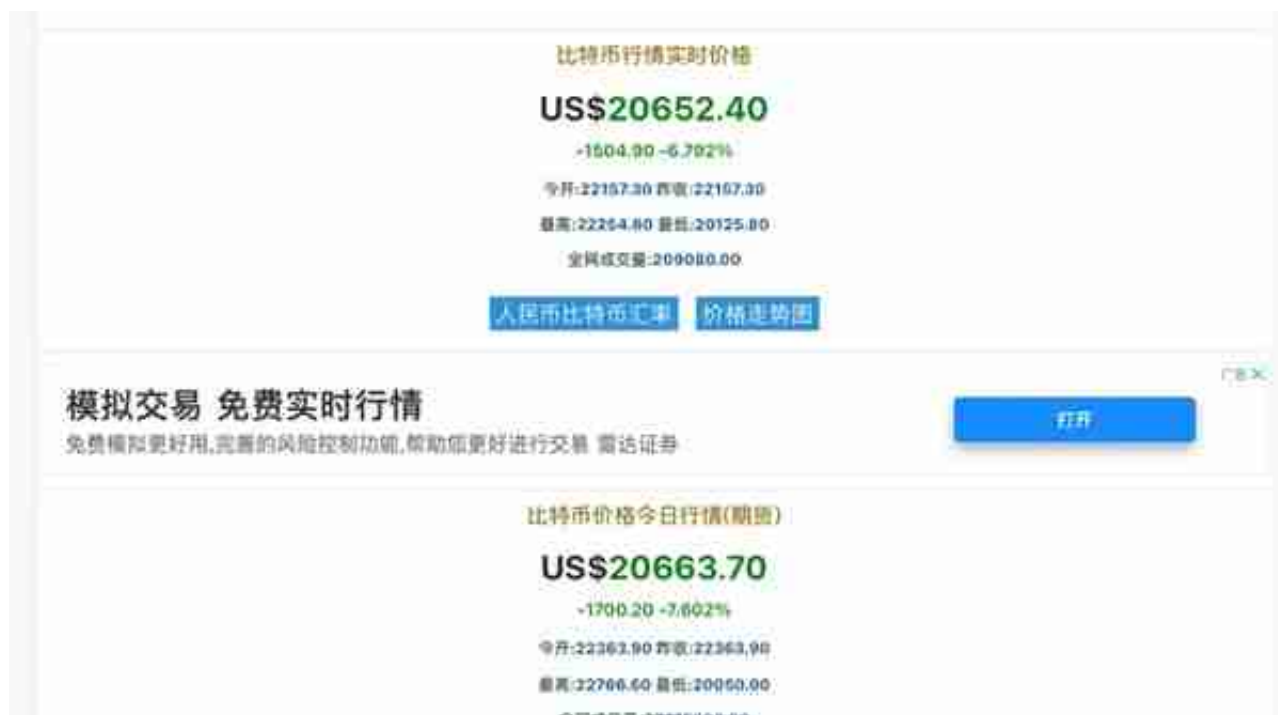 比特币行情实时价格
US$20652.40
-1504.90 -6.792%
今开:22157.30 昨收:22157.30
最高:22254.60 最低:20125.80
全网成交量:209080.00
人民币比特币汇率 价格走势图
广告
模拟交易 免费实时行情
打开
免费模拟更好用,完善的风险控制功能,帮助您更好进行交易 雷达证券
比特币价格今日行情(期货)
US$20663.70
-1700.20 -7.602%
今开:22363.90 昨收:22363.90
最高:22766.60 最低:20050.00